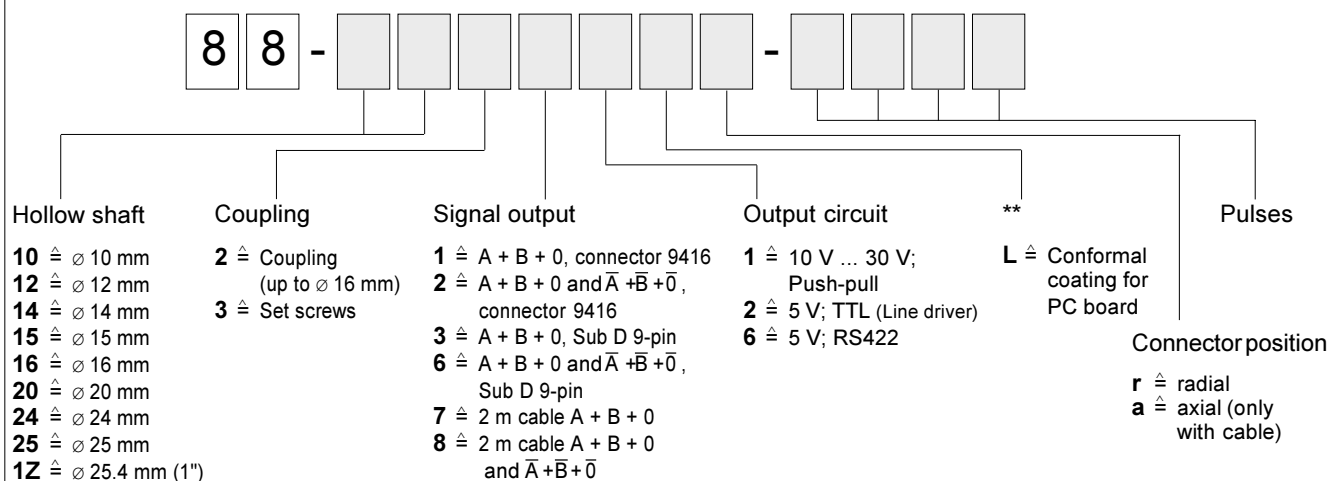 8 8 - -
Hollow shaft
10 ≙ ⌀ 10 mm
12 ≙ ⌀ 12 mm
14 ≙ ⌀ 14 mm
15 ≙ ⌀ 15 mm
16 ≙ ⌀ 16 mm
20 ≙ ⌀ 20 mm
24 ≙ ⌀ 24 mm
25 ≙ ⌀ 25 mm
1Z ≙ ⌀ 25.4 mm (1")
Coupling
2 ≙ Coupling
(up to ⌀ 16 mm)
3 ≙ Set screws
Signal output
1 ≙ A + B + 0, connector 9416
2 ≙ A + B + 0 and A̅ +B̅ +0̅ ,
connector 9416
3 ≙ A + B + 0, Sub D 9-pin
6 ≙ A + B + 0 and A̅ +B̅ +0̅ ,
Sub D 9-pin
7 ≙ 2 m cable A + B + 0
8 ≙ 2 m cable A + B + 0
and A̅ +B̅ + 0̅
Output circuit
1 ≙ 10 V ... 30 V;
Push-pull
2 ≙ 5 V; TTL (Line driver)
6 ≙ 5 V; RS422
**
L ≙ Conformal
coating for
PC board
Connector position
r ≙ radial
a ≙ axial (only
with cable)
Pulses